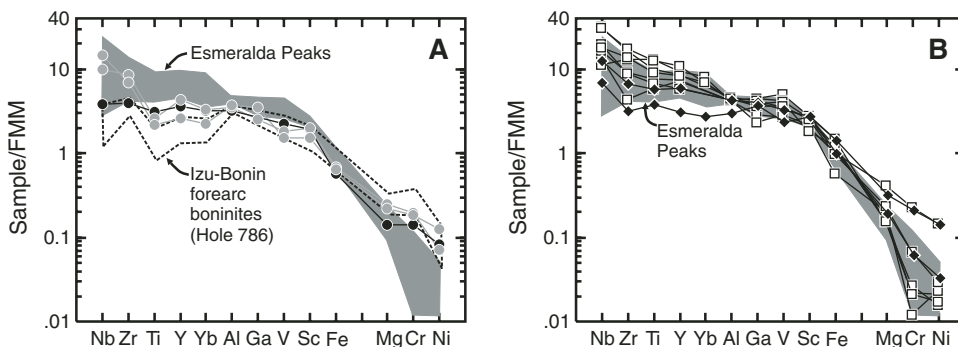 40
10
1
0.1
.01
Sample/FMM
A
Esmeralda Peaks
Izu-Bonin
forearc
boninites
(Hole 786)
Nb Zr Ti Y Yb Al Ga V Sc Fe Mg Cr Ni
40
10
1
0.1
.01
Sample/FMM
B
Esmeralda
Peaks
Nb Zr Ti Y Yb Al Ga V Sc Fe Mg Cr Ni